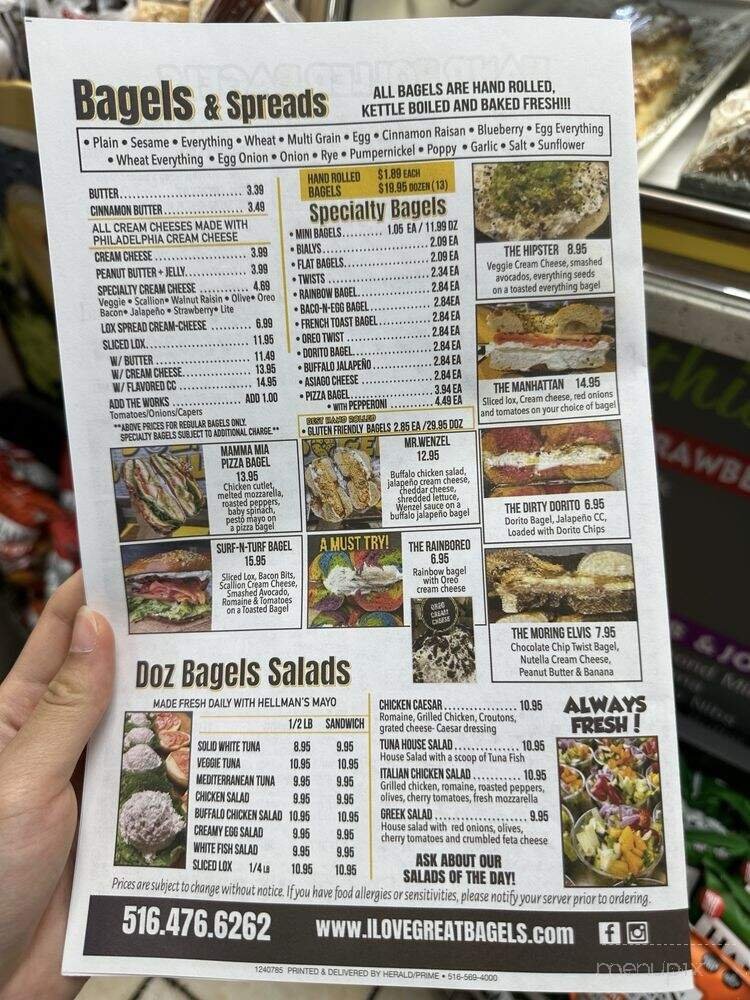 Bagels & Spreads
ALL BAGELS ARE HAND ROLLED,
KETTLE BOILED AND BAKED FRESH!!!
• Plain • Sesame • Everything • Wheat • Multi Grain • Egg • Cinnamon Raisan • Blueberry • Egg Everything
• Wheat Everything • Egg Onion • Onion • Rye • Pumpernickel • Poppy • Garlic • Salt • Sunflower
BUTTER 3.39
CINNAMON BUTTER 3.49
ALL CREAM CHEESES MADE WITH
PHILADELPHIA CREAM CHEESE
CREAM CHEESE 3.99
PEANUT BUTTER + JELLY 3.99
SPECIALTY CREAM CHEESE 4.69
Veggie • Scallion • Walnut Raisin • Olive • Oreo
Bacon • Jalapeño • Strawberry • Lite
LOX SPREAD CREAM-CHEESE 6.99
SLICED LOX 11.95
W/ BUTTER 11.49
W/ CREAM CHEESE 13.95
W/ FLAVORED CC 14.95
ADD THE WORKS ADD 1.00
Tomatoes/Onions/Capers
**ABOVE PRICES FOR REGULAR BAGELS ONLY.
SPECIALTY BAGELS SUBJECT TO ADDITIONAL CHARGE**
HAND ROLLED BAGELS
$1.89 EACH
$19.95 DOZEN (13)
Specialty Bagels
• MINI BAGELS 1.05 EA / 11.99 DZ
• BIALYS 2.09 EA
• FLAT BAGELS 2.09 EA
• TWISTS 2.34 EA
• RAINBOW BAGEL 2.84 EA
• BACO-N-EGG BAGEL 2.84EA
• FRENCH TOAST BAGEL 2.84 EA
• OREO TWIST 2.84 EA
• DORITO BAGEL 2.84 EA
• BUFFALO JALAPEÑO 2.84 EA
• ASIAGO CHEESE 2.84 EA
• PIZZA BAGEL 3.94 EA
• WITH PEPPERONI 4.49 EA
BEST HAND ROLLED
• GLUTEN FRIENDLY BAGELS 2.85 EA /29.95 DOZ
THE HIPSTER 8.95
Veggie Cream Cheese, smashed
avocados, everything seeds
on a toasted everything bagel
THE MANHATTAN 14.95
Sliced lox, Cream cheese, red onions
and tomatoes on your choice of bagel
THE DIRTY DORITO 6.95
Dorito Bagel, Jalapeño CC,
Loaded with Dorito Chips
THE MORING ELVIS 7.95
Chocolate Chip Twist Bagel,
Nutella Cream Cheese,
Peanut Butter & Banana
MAMMA MIA
PIZZA BAGEL
13.95
Chicken cutlet,
melted mozzarella,
roasted peppers,
baby spinach,
pesto mayo on
a pizza bagel
MR.WENZEL
12.95
Buffalo chicken salad,
jalapeño cream cheese,
cheddar cheese,
shredded lettuce,
Wenzel sauce on a
buffalo jalapeño bagel
SURF-N-TURF BAGEL
15.95
Sliced Lox, Bacon Bits,
Scallion Cream Cheese,
Smashed Avocado,
Romaine & Tomatoes
on a Toasted Bagel
A MUST TRY!
THE RAINBOREO
6.95
Rainbow bagel
with Oreo
cream cheese
OREO
CREAM
CHEESE
Doz Bagels Salads
MADE FRESH DAILY WITH HELLMAN'S MAYO
1/2 LB SANDWICH
SOLID WHITE TUNA 8.95 9.95
VEGGIE TUNA 10.95 10.95
MEDITERRANEAN TUNA 9.95 9.95
CHICKEN SALAD 9.95 9.95
BUFFALO CHICKEN SALAD 10.95 10.95
CREAMY EGG SALAD 9.95 9.95
WHITE FISH SALAD 9.95 9.95
SLICED LOX 1/4 LB 10.95 10.95
CHICKEN CAESAR 10.95
Romaine, Grilled Chicken, Croutons,
grated cheese- Caesar dressing
TUNA HOUSE SALAD 10.95
House Salad with a scoop of Tuna Fish
ITALIAN CHICKEN SALAD 10.95
Grilled chicken, romaine, roasted peppers,
olives, cherry tomatoes, fresh mozzarella
GREEK SALAD 9.95
House salad with red onions, olives,
cherry tomatoes and crumbled feta cheese
ASK ABOUT OUR
SALADS OF THE DAY!
ALWAYS
FRESH!
Prices are subject to change without notice. If you have food allergies or sensitivities, please notify your server prior to ordering.
516.476.6262 www.ILOVEGREATBAGELS.com
1240785 PRINTED & DELIVERED BY HERALD/PRIME • 516-569-4000
menupix